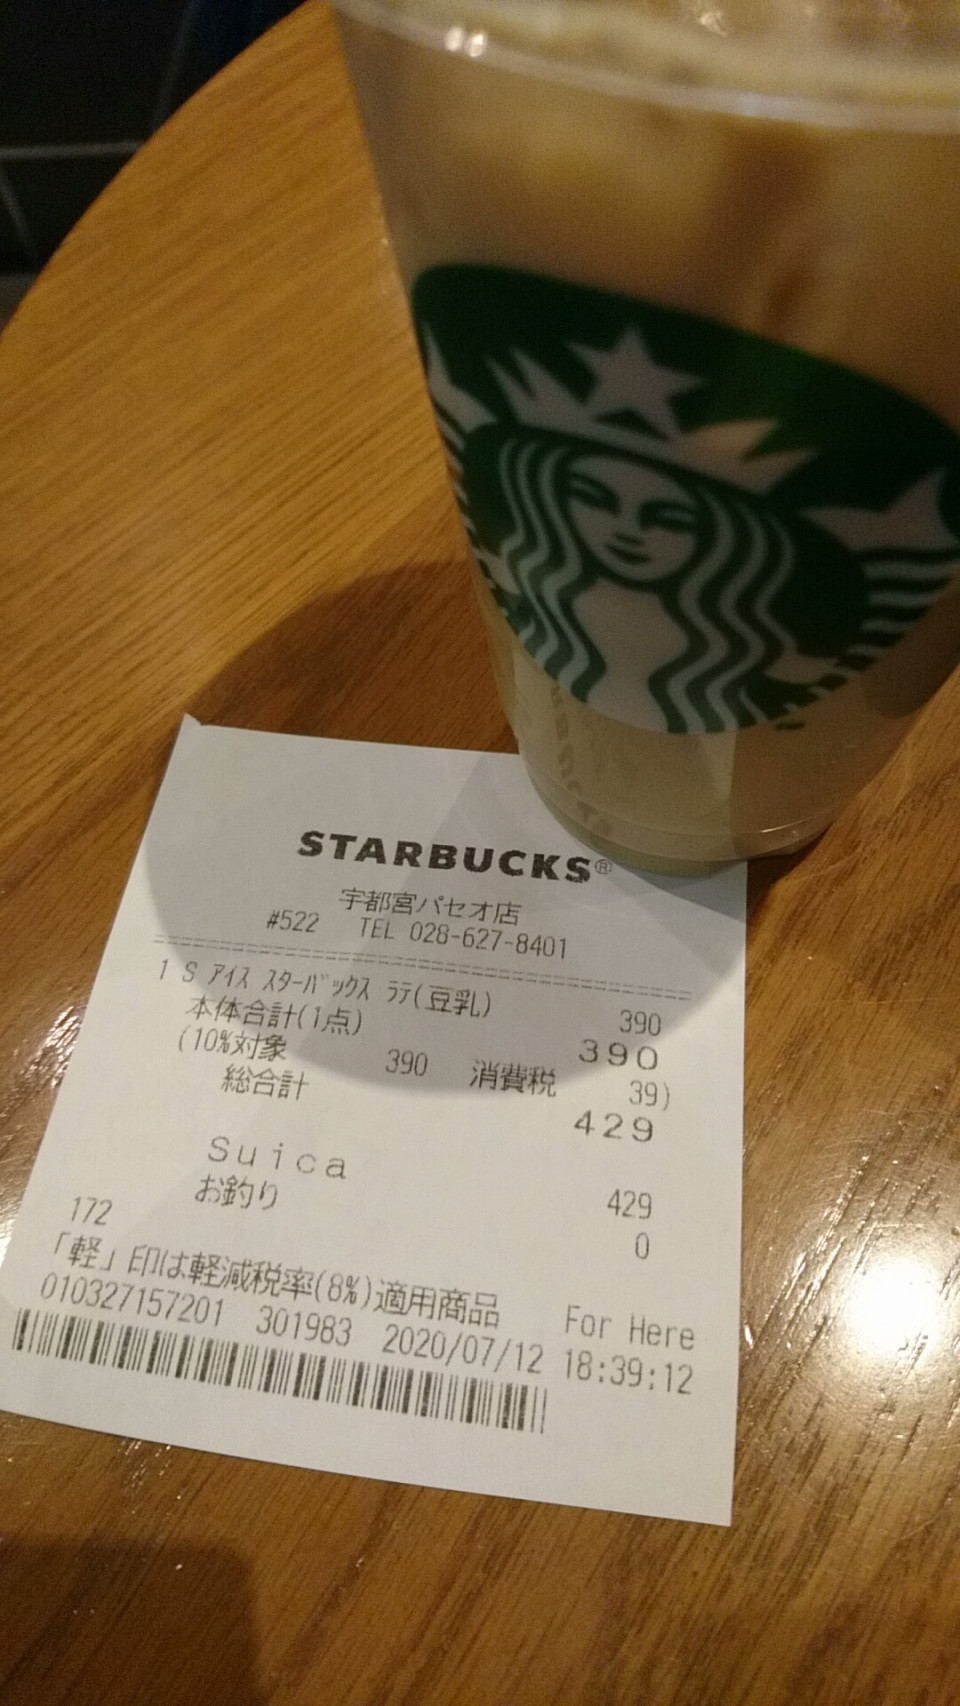 STARBUCKS®
宇都宮パセオ店
#522 TEL 028-627-8401
1 S アイス スターバックス ラテ(豆乳) 390
本体合計(1点) 390
(10%対象 390 消費税 39)
総合計 429
Suica 429
お釣り 0
172
「軽」印は軽減税率(8%)適用商品 For Here
010327157201 301983 2020/07/12 18:39:12